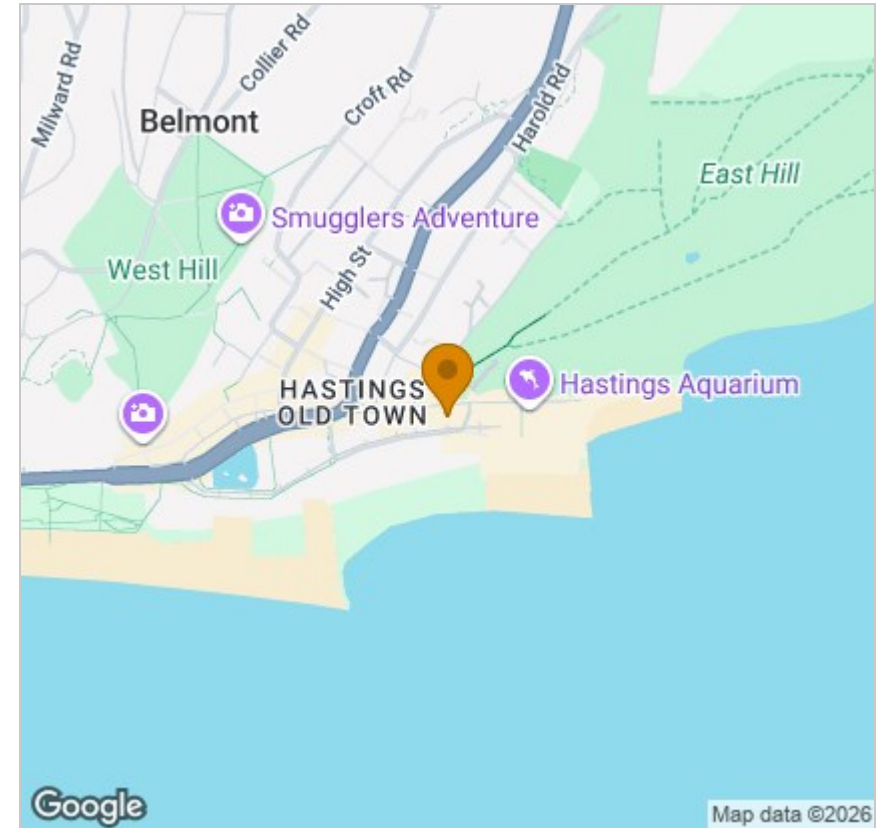 Milward Rd
Collier Rd
Croft Rd
Harold Rd
Belmont
East Hill
Smugglers Adventure
West Hill
High St
HASTINGS
OLD TOWN
Hastings Aquarium
Google
Map data ©2026